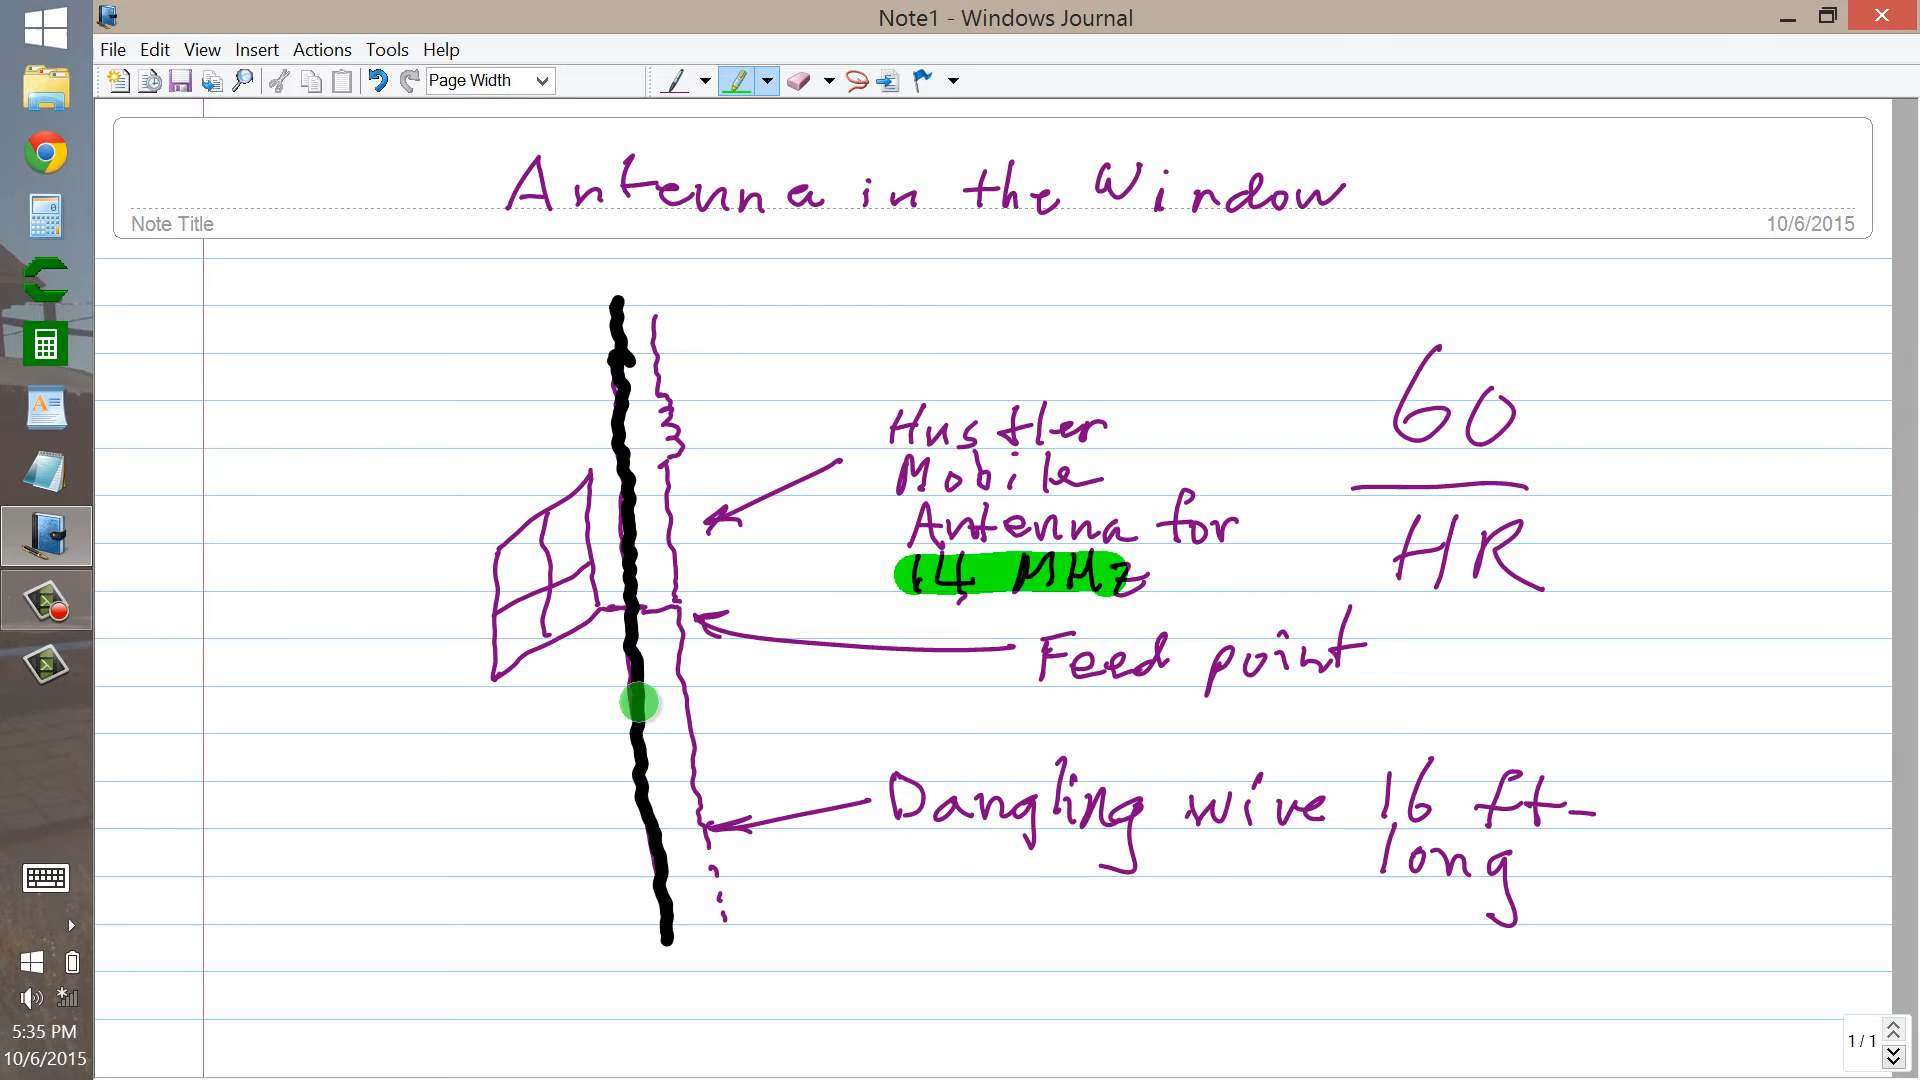 Note1 - Windows Journal
File Edit View Insert Actions Tools Help
Page Width
Antenna in the Window
Note Title
10/6/2015
60
HR
Hustler
Mobile
Antenna for
14 MHz
Feed point
Dangling wire 16 ft-
long
5:35 PM
10/6/2015
1 / 1